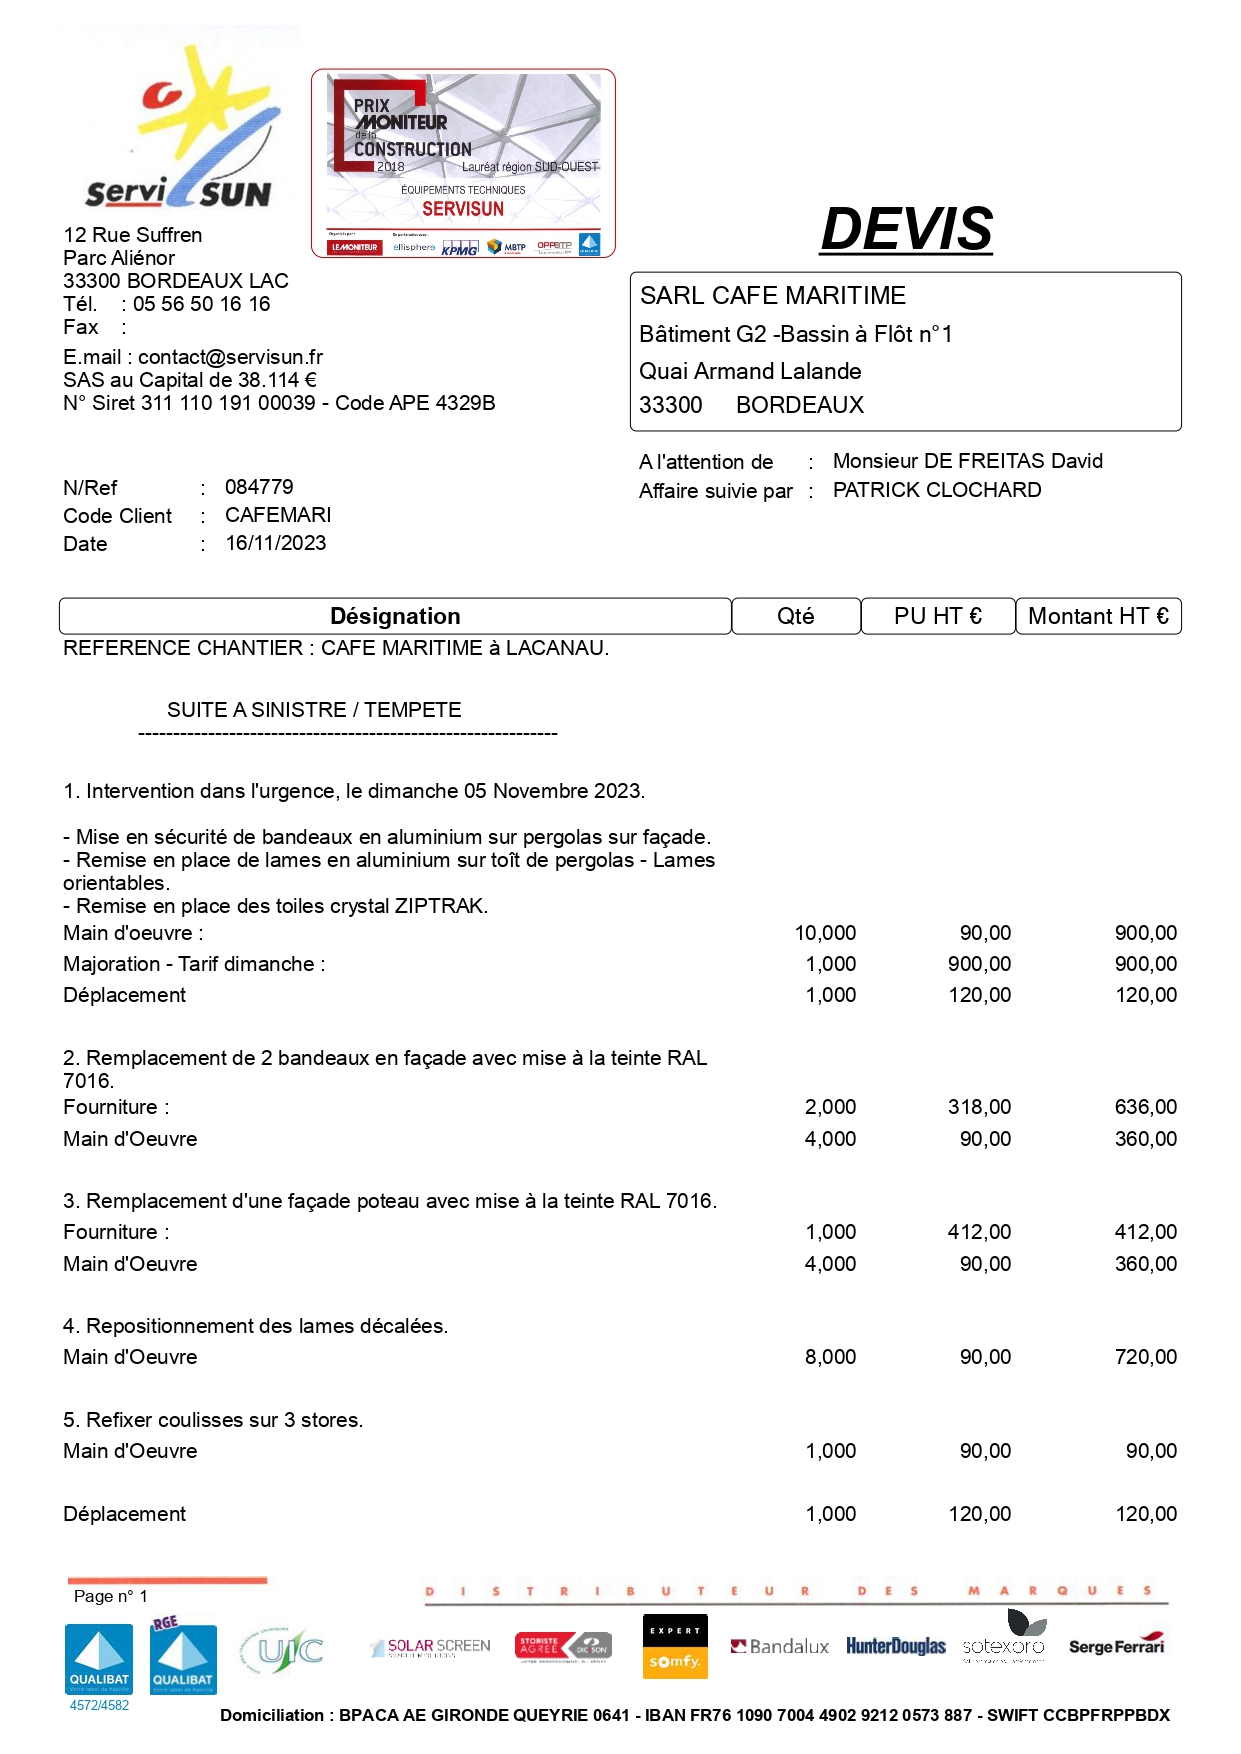 Servi SUN
PRIX
MONITEUR
de la
CONSTRUCTION
2018 Lauréat région SUD-OUEST
ÉQUIPEMENTS TECHNIQUES
SERVISUN
LE MONITEUR ellisphere KPMG MBTP OPPBTP QUALIBAT
12 Rue Suffren
Parc Aliénor
33300 BORDEAUX LAC
Tél. : 05 56 50 16 16
Fax :
E.mail : contact@servisun.fr
SAS au Capital de 38.114 €
N° Siret 311 110 191 00039 - Code APE 4329B
DEVIS
SARL CAFE MARITIME
Bâtiment G2 -Bassin à Flôt n°1
Quai Armand Lalande
33300 BORDEAUX
A l'attention de : Monsieur DE FREITAS David
Affaire suivie par : PATRICK CLOCHARD
N/Ref : 084779
Code Client : CAFEMARI
Date : 16/11/2023
Désignation Qté PU HT € Montant HT €
REFERENCE CHANTIER : CAFE MARITIME à LACANAU.
SUITE A SINISTRE / TEMPETE
------------------------------------------------------------
1. Intervention dans l'urgence, le dimanche 05 Novembre 2023.
- Mise en sécurité de bandeaux en aluminium sur pergolas sur façade.
- Remise en place de lames en aluminium sur toît de pergolas - Lames
orientables.
- Remise en place des toiles crystal ZIPTRAK.
Main d'oeuvre : 10,000 90,00 900,00
Majoration - Tarif dimanche : 1,000 900,00 900,00
Déplacement 1,000 120,00 120,00
2. Remplacement de 2 bandeaux en façade avec mise à la teinte RAL
7016.
Fourniture : 2,000 318,00 636,00
Main d'Oeuvre 4,000 90,00 360,00
3. Remplacement d'une façade poteau avec mise à la teinte RAL 7016.
Fourniture : 1,000 412,00 412,00
Main d'Oeuvre 4,000 90,00 360,00
4. Repositionnement des lames décalées.
Main d'Oeuvre 8,000 90,00 720,00
5. Refixer coulisses sur 3 stores.
Main d'Oeuvre 1,000 90,00 90,00
Déplacement 1,000 120,00 120,00
Page n° 1
DISTRIBUTEUR DES MARQUES
QUALIBAT
RGE QUALIBAT
SOLAR SCREEN
STORISTE AGRÉÉ DICKSON
EXPERT somfy.
Bandalux
HunterDouglas
sotexpro
Serge Ferrari
4572/4582
Domiciliation : BPACA AE GIRONDE QUEYRIE 0641 - IBAN FR76 1090 7004 4902 9212 0573 887 - SWIFT CCBPFRPPBDX